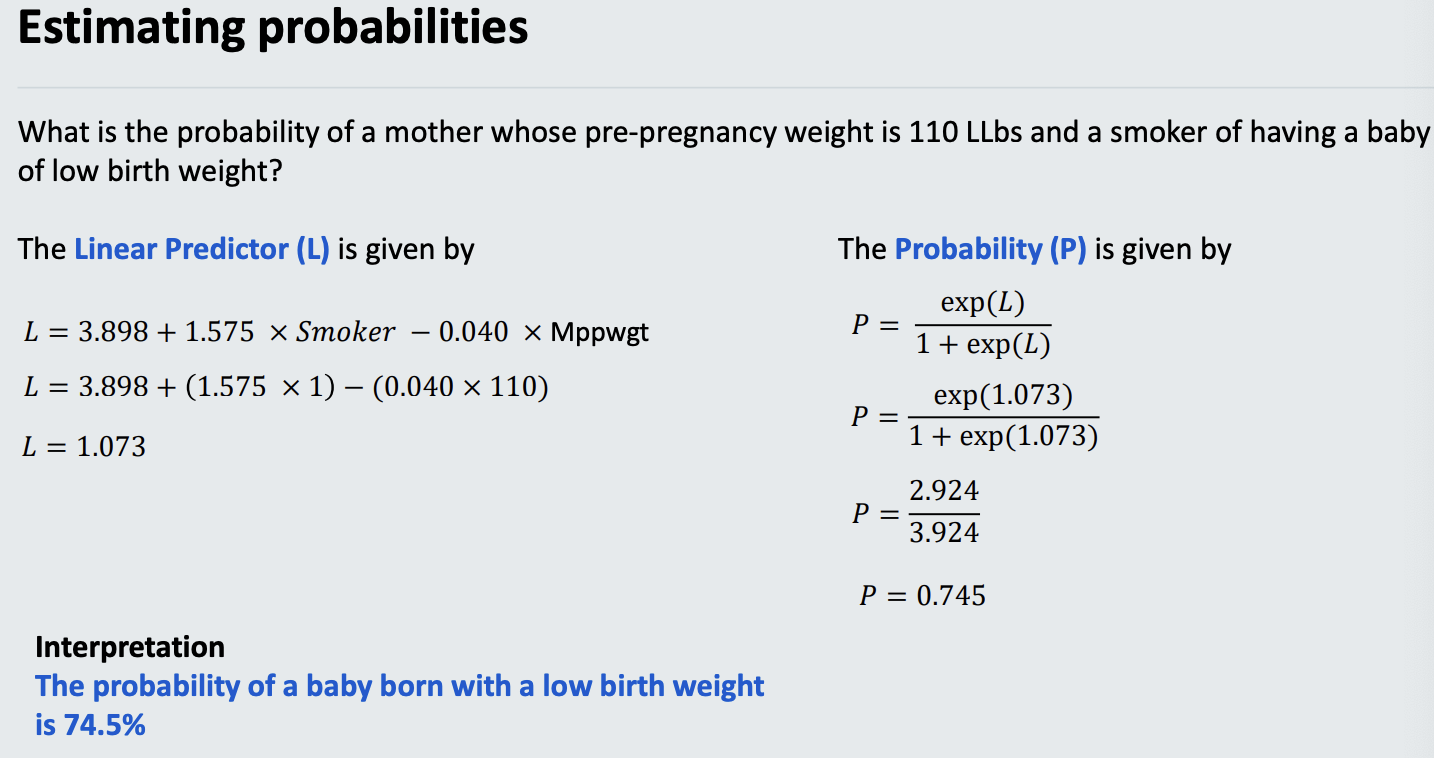 Estimating probabilities
What is the probability of a mother whose pre-pregnancy weight is 110 LLbs and a smoker of having a baby
of low birth weight?
The Linear Predictor (L) is given by
L = 3.898 + 1.575 × Smoker − 0.040 × Mppwgt
L = 3.898 + (1.575 × 1) − (0.040 × 110)
L = 1.073
The Probability (P) is given by
P = exp(L) / 1 + exp(L)
P = exp(1.073) / 1 + exp(1.073)
P = 2.924 / 3.924
P = 0.745
Interpretation
The probability of a baby born with a low birth weight
is 74.5%